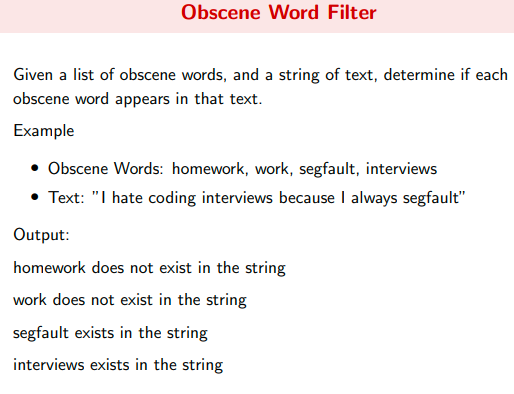 Obscene Word Filter
Given a list of obscene words, and a string of text, determine if each
obscene word appears in that text.
Example
• Obscene Words: homework, work, segfault, interviews
• Text: "I hate coding interviews because I always segfault"
Output:
homework does not exist in the string
work does not exist in the string
segfault exists in the string
interviews exists in the string